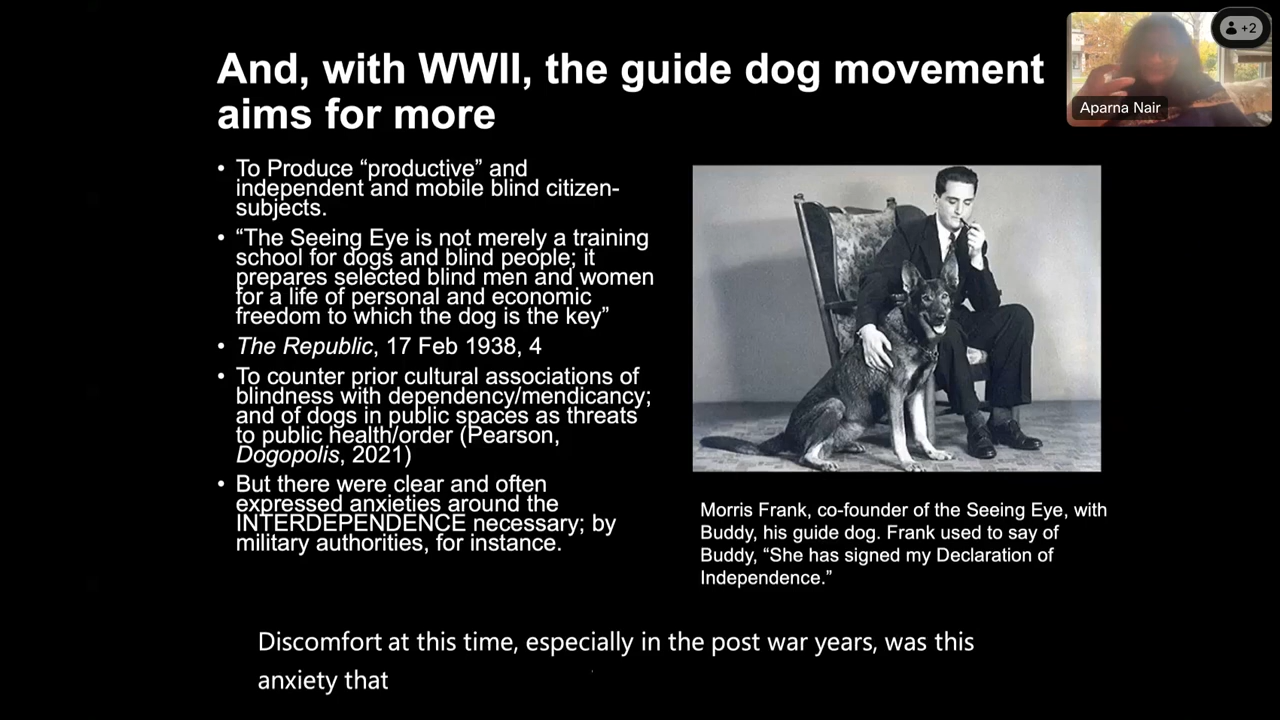 And, with WWII, the guide dog movement
aims for more
+2
Aparna Nair
• To Produce “productive” and
independent and mobile blind citizen-
subjects.
• “The Seeing Eye is not merely a training
school for dogs and blind people; it
prepares selected blind men and women
for a life of personal and economic
freedom to which the dog is the key”
• The Republic, 17 Feb 1938, 4
• To counter prior cultural associations of
blindness with dependency/mendicancy;
and of dogs in public spaces as threats
to public health/order (Pearson,
Dogopolis, 2021)
• But there were clear and often
expressed anxieties around the
INTERDEPENDENCE necessary; by
military authorities, for instance.
Morris Frank, co-founder of the Seeing Eye, with
Buddy, his guide dog. Frank used to say of
Buddy, “She has signed my Declaration of
Independence.”
Discomfort at this time, especially in the post war years, was this
anxiety that